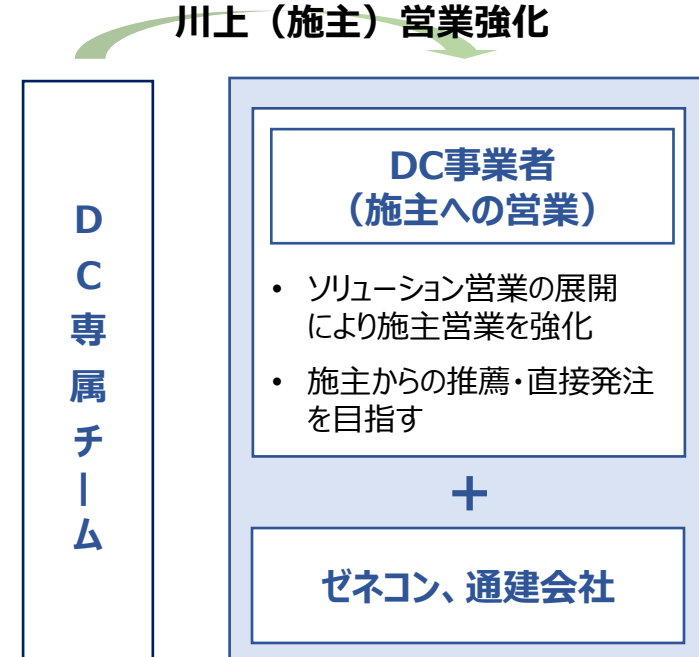 川上（施主）営業強化
DC専属チーム
DC事業者
（施主への営業）
• ソリューション営業の展開
により施主営業を強化
• 施主からの推薦・直接発注
を目指す
＋
ゼネコン、通建会社